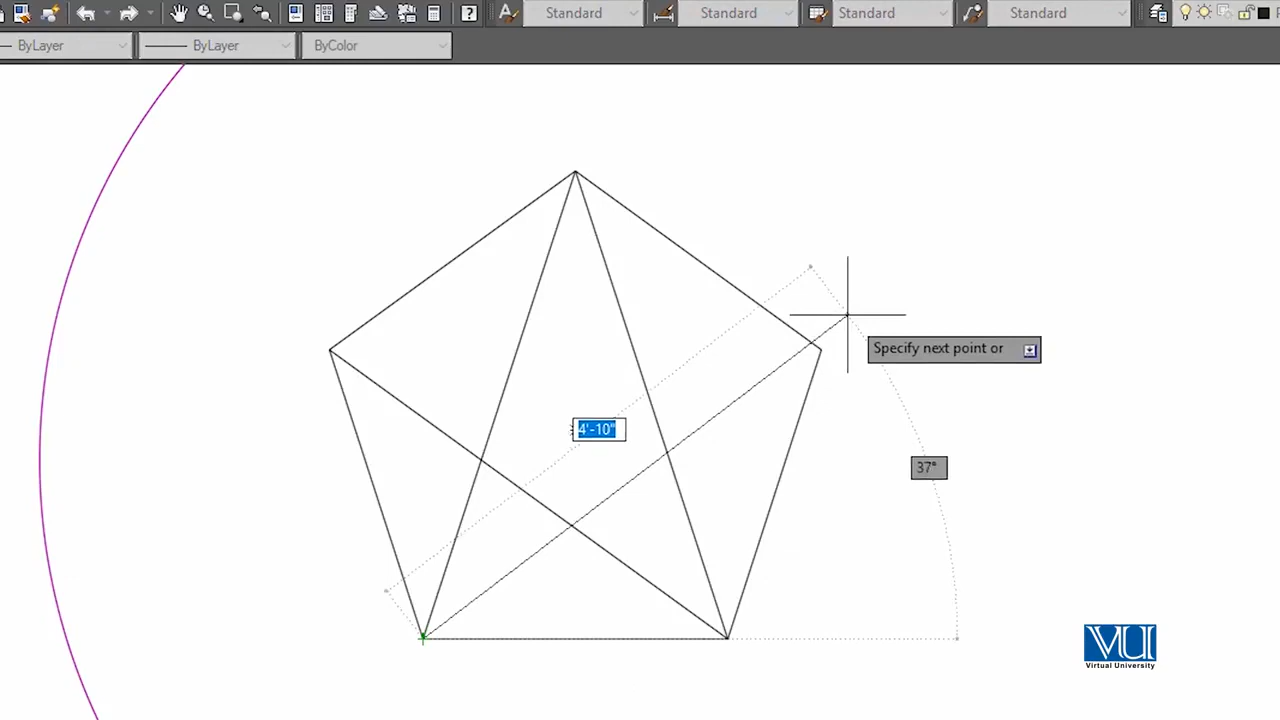 Standard Standard Standard Standard
ByLayer ByLayer ByColor
Specify next point or
4'-10"
37°
VU
Virtual University